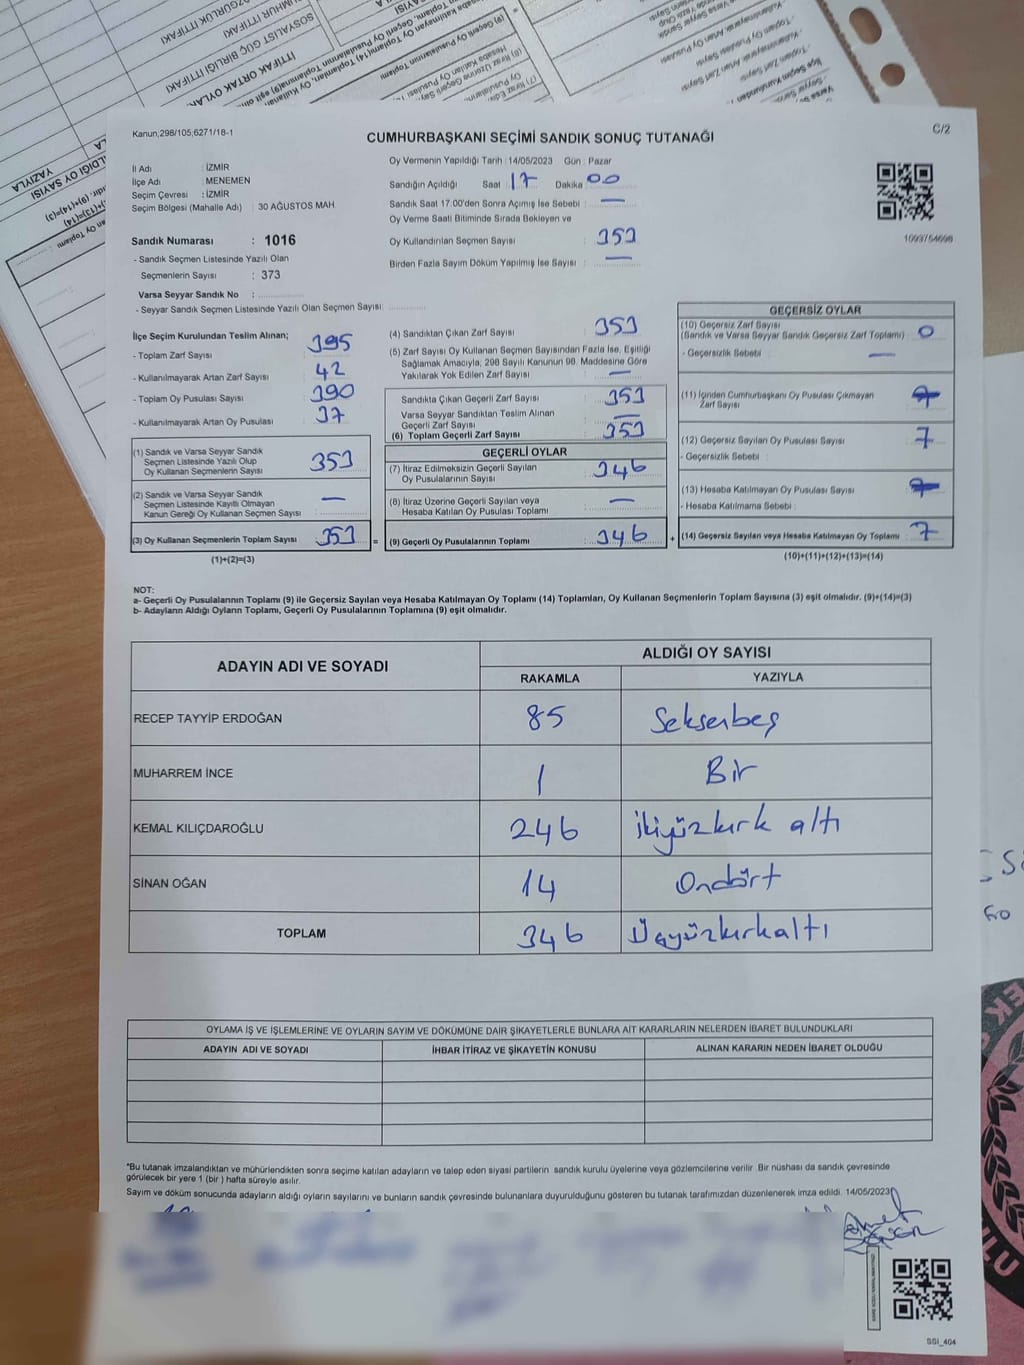 Kanun,298/105,6271/18-1
C/2
CUMHURBAŞKANI SEÇİMİ SANDIK SONUÇ TUTANAĞI
İl Adı : İZMİR
İlçe Adı : MENEMEN
Seçim Çevresi : İZMİR
Seçim Bölgesi (Mahalle Adı) : 30 AĞUSTOS MAH
Sandık Numarası : 1016
- Sandık Seçmen Listesinde Yazılı Olan
Seçmenlerin Sayısı : 373
Varsa Seyyar Sandık No :
- Seyyar Sandık Seçmen Listesinde Yazılı Olan Seçmen Sayısı :
Oy Vermenin Yapıldığı Tarih : 14/05/2023 Gün : Pazar
Sandığın Açıldığı Saat 17 Dakika 00
Sandık Saat 17.00'den Sonra Açımış İse Sebebi : —
Oy Verme Saati Bitiminde Sırada Bekleyen ve
Oy Kullandırılan Seçmen Sayısı : 353
Birden Fazla Sayım Döküm Yapılmış İse Sayısı : —
İlçe Seçim Kurulundan Teslim Alınan;
- Toplam Zarf Sayısı : 395
- Kullanılmayarak Artan Zarf Sayısı : 42
- Toplam Oy Pusulası Sayısı : 390
- Kullanılmayarak Artan Oy Pusulası : 37
(1) Sandık ve Varsa Seyyar Sandık
Seçmen Listesinde Yazılı Olup
Oy Kullanan Seçmenlerin Sayısı : 353
(2) Sandık ve Varsa Seyyar Sandık
Seçmen Listesinde Kayıtlı Olmayan
Kanun Gereği Oy Kullanan Seçmen Sayısı : —
(3) Oy Kullanan Seçmenlerin Toplam Sayısı : 353 =
(1)+(2)=(3)
(4) Sandıktan Çıkan Zarf Sayısı : 353
(5) Zarf Sayısı Oy Kullanan Seçmen Sayısından Fazla İse, Eşitliği
Sağlamak Amacıyla, 298 Sayılı Kanunun 98. Maddesine Göre
Yakılarak Yok Edilen Zarf Sayısı : —
Sandıkta Çıkan Geçerli Zarf Sayısı : 353
Varsa Seyyar Sandıktan Teslim Alınan
Geçerli Zarf Sayısı : —
(6) Toplam Geçerli Zarf Sayısı : 353
GEÇERLİ OYLAR
(7) İtiraz Edilmeksizin Geçerli Sayılan
Oy Pusulalarının Sayısı : 346
(8) İtiraz Üzerine Geçerli Sayılan veya
Hesaba Katılan Oy Pusulası Toplamı : —
(9) Geçerli Oy Pusulalarının Toplamı : 346 +
GEÇERSİZ OYLAR
(10) Geçersiz Zarf Sayısı
(Sandık ve Varsa Seyyar Sandık Geçersiz Zarf Toplamı) : 0
- Geçersizlik Sebebi : —
(11) İçinden Cumhurbaşkanı Oy Pusulası Çıkmayan
Zarf Sayısı :
(12) Geçersiz Sayılan Oy Pusulası Sayısı : 7
- Geçersizlik Sebebi :
(13) Hesaba Katılmayan Oy Pusulası Sayısı :
- Hesaba Katılmama Sebebi :
(14) Geçersiz Sayılan veya Hesaba Katılmayan Oy Toplamı : 7
(10)+(11)+(12)+(13)=(14)
NOT:
a- Geçerli Oy Pusulalarının Toplamı (9) ile Geçersiz Sayılan veya Hesaba Katılmayan Oy Toplamı (14) Toplamları, Oy Kullanan Seçmenlerin Toplam Sayısına (3) eşit olmalıdır. (9)+(14)=(3)
b- Adayların Aldığı Oyların Toplamı, Geçerli Oy Pusulalarının Toplamına (9) eşit olmalıdır.
ADAYIN ADI VE SOYADI ALDIĞI OY SAYISI
RAKAMLA YAZIYLA
RECEP TAYYİP ERDOĞAN 85 Seksenbeş
MUHARREM İNCE 1 Bir
KEMAL KILIÇDAROĞLU 246 ikiyüzkırk altı
SİNAN OĞAN 14 Ondört
TOPLAM 346 Üçyüzkırkaltı
OYLAMA İŞ VE İŞLEMLERİNE VE OYLARIN SAYIM VE DÖKÜMÜNE DAİR ŞİKAYETLERLE BUNLARA AİT KARARLARIN NELERDEN İBARET BULUNDUKLARI
ADAYIN ADI VE SOYADI İHBAR İTİRAZ VE ŞİKAYETİN KONUSU ALINAN KARARIN NEDEN İBARET OLDUĞU
*Bu tutanak imzalandıktan ve mühürlendikten sonra seçime katılan adayların ve talep eden siyasi partilerin sandık kurulu üyelerine veya gözlemcilerine verilir. Bir nüshası da sandık çevresinde
görülecek bir yere 1 (bir) hafta süreyle asılır.
Sayım ve döküm sonucunda adayların aldığı oyların sayılarını ve bunların sandık çevresinde bulunanlara duyurulduğunu gösteren bu tutanak tarafımızdan düzenlenerek imza edildi. 14/05/2023
SSI_404